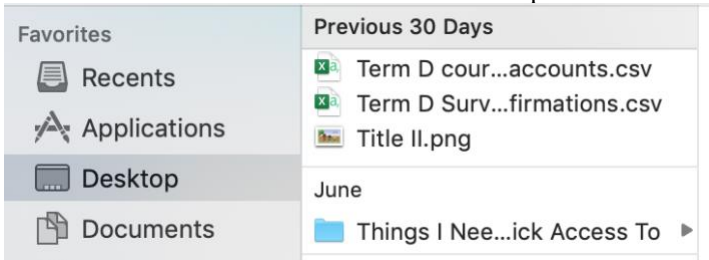 Favorites
Recents
Applications
Desktop
Documents
Previous 30 Days
Term D cour...accounts.csv
Term D Surv...firmations.csv
Title II.png
June
Things I Nee...ick Access To